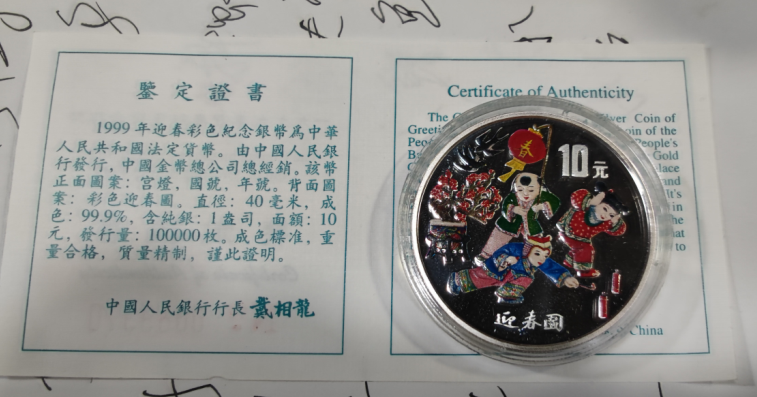 鑒定證書
1999年迎春彩色紀念銀幣爲中華
人民共和國法定貨幣。由中國人民銀
行發行，中國金幣總公司總經銷。該幣
正面圖案：宮燈，國號，年號。背面圖
案：彩色迎春圖。直徑：40毫米，成
色：99.9%，含純銀：1盎司，面額：10
元，發行量：100000枚。成色標准，重
量合格，質量精制，謹此證明。
中國人民銀行行長 戴相龍
Certificate of Authenticity
The
Coin of
Greeti
oin of the
Peop
People's
Ba
Gold
lace
and
in
to
China
春
10元
迎春圖